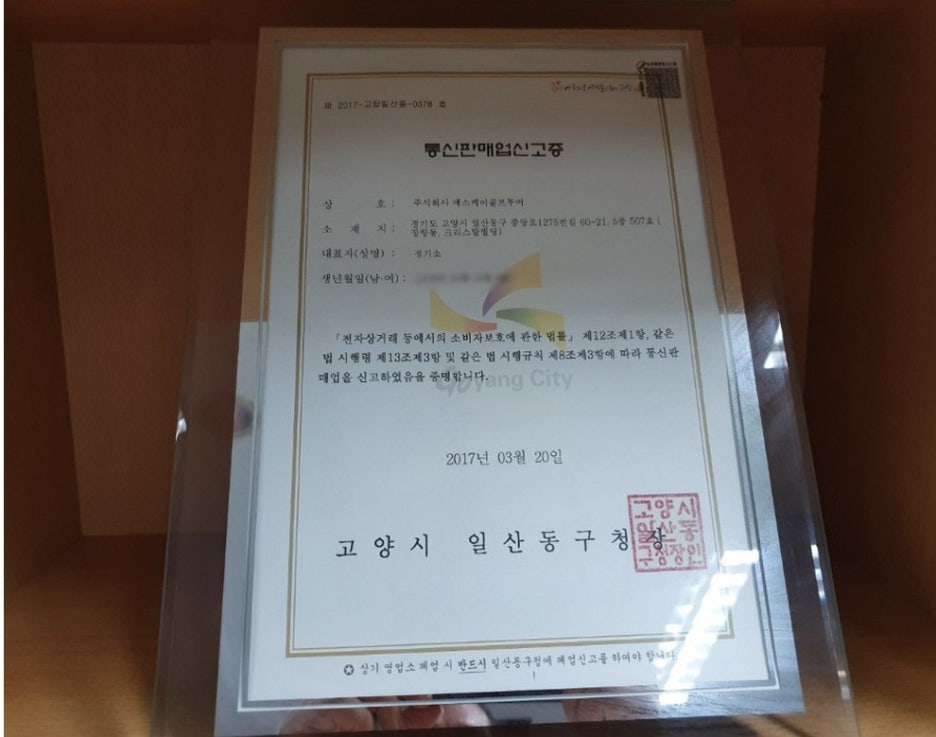 제 2017-고양일산동-0378 호
통신판매업신고증
상 호 : 주식회사 에스케이골프투어
소 재 지 : 경기도 고양시 일산동구 중앙로1275번길 60-21, 5층 507호 (
장항동, 크리스탈빌딩)
대표자(성명) : 정기소
생년월일(남·여) :
「전자상거래 등에서의 소비자보호에 관한 법률」 제12조제1항, 같은
법 시행령 제13조제3항 및 같은 법 시행규칙 제8조제3항에 따라 통신판
매업을 신고하였음을 증명합니다.
Goyang City
2017년 03월 20일
고 양 시 일 산 동 구 청 장
고양시
일산동
구청장인
✪ 상기 영업소 폐업 시 반드시 일산동구청에 폐업신고를 하여야 합니다.